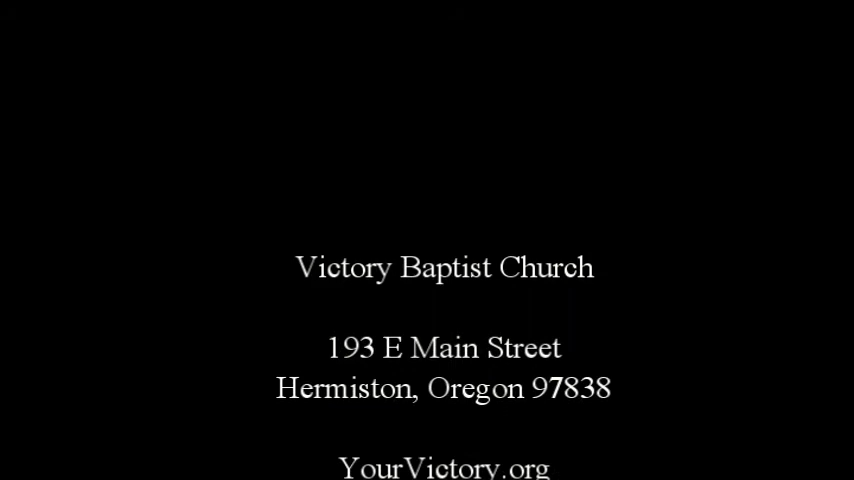 Victory Baptist Church
193 E Main Street
Hermiston, Oregon 97838
YourVictory.org